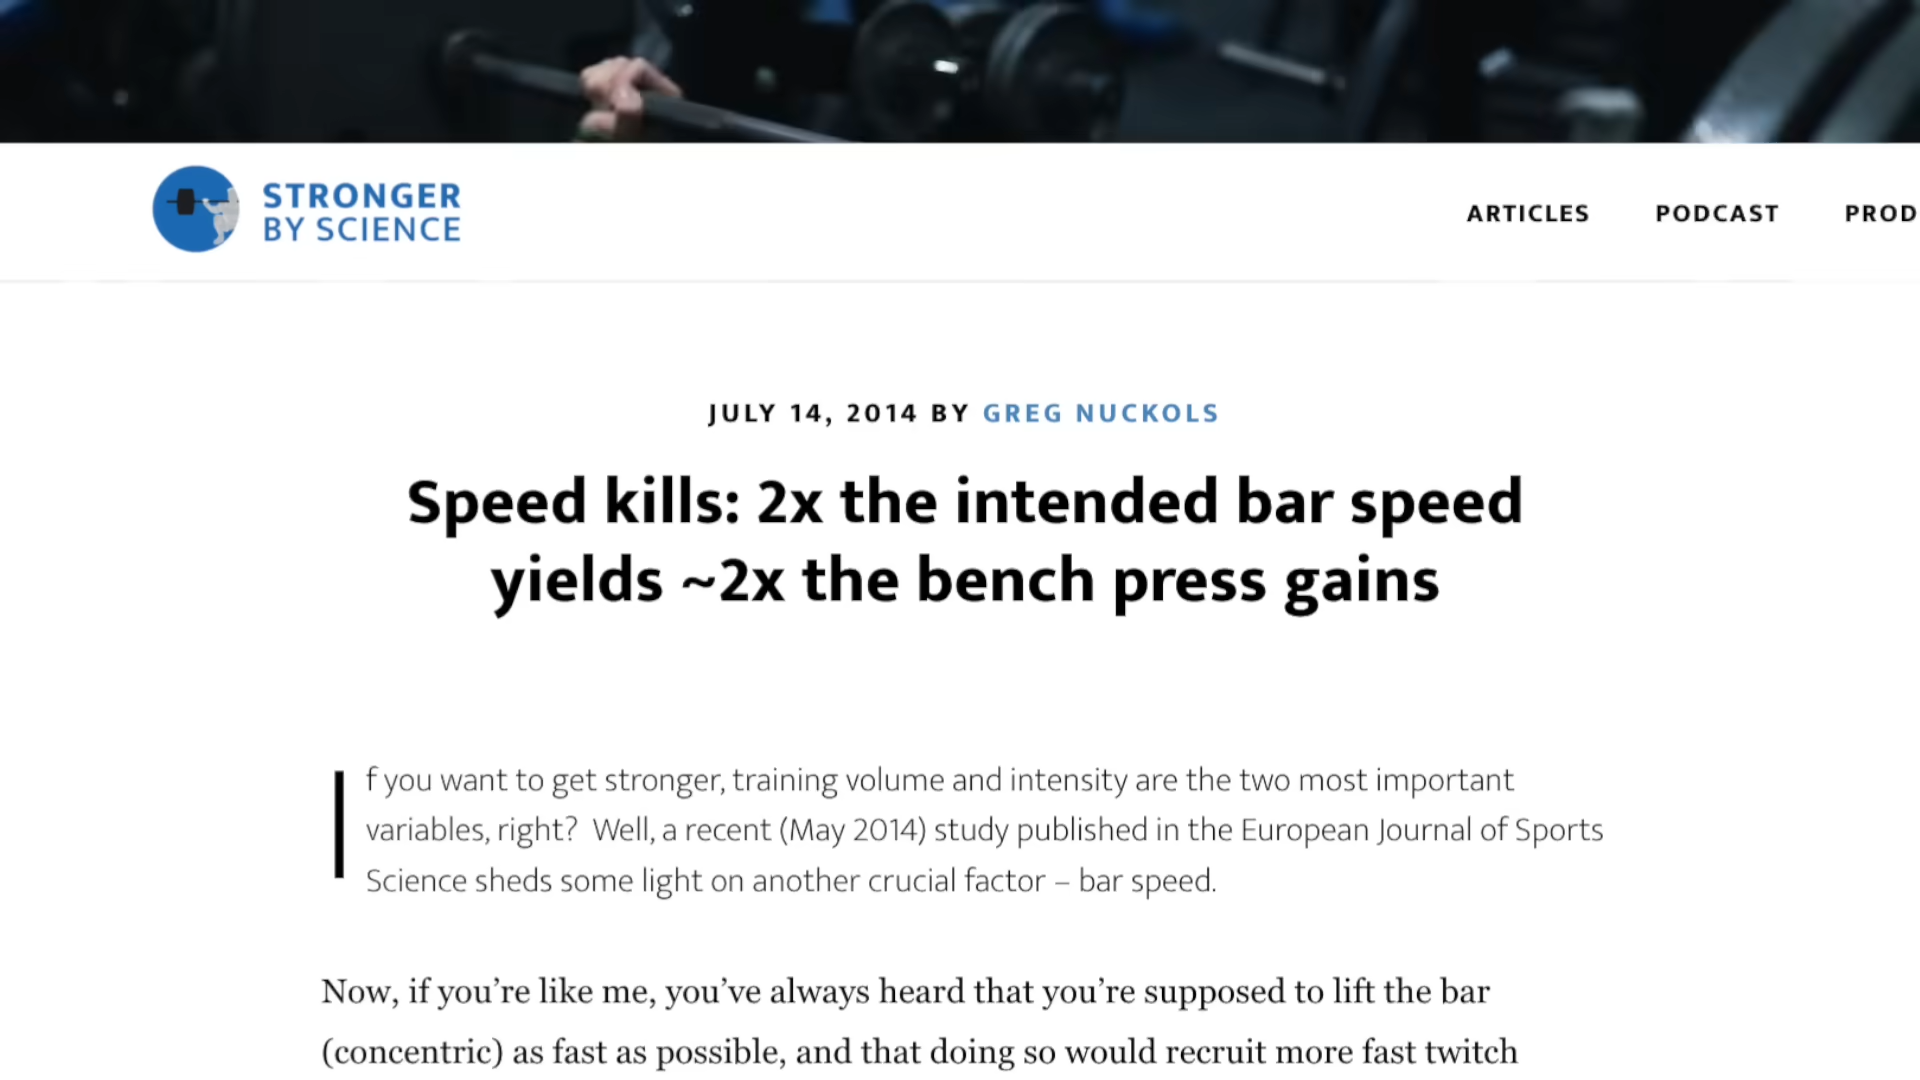 STRONGER
BY SCIENCE
ARTICLES PODCAST PROD
JULY 14, 2014 BY GREG NUCKOLS
Speed kills: 2x the intended bar speed
yields ~2x the bench press gains
If you want to get stronger, training volume and intensity are the two most important
variables, right? Well, a recent (May 2014) study published in the European Journal of Sports
Science sheds some light on another crucial factor – bar speed.
Now, if you’re like me, you’ve always heard that you’re supposed to lift the bar
(concentric) as fast as possible, and that doing so would recruit more fast twitch